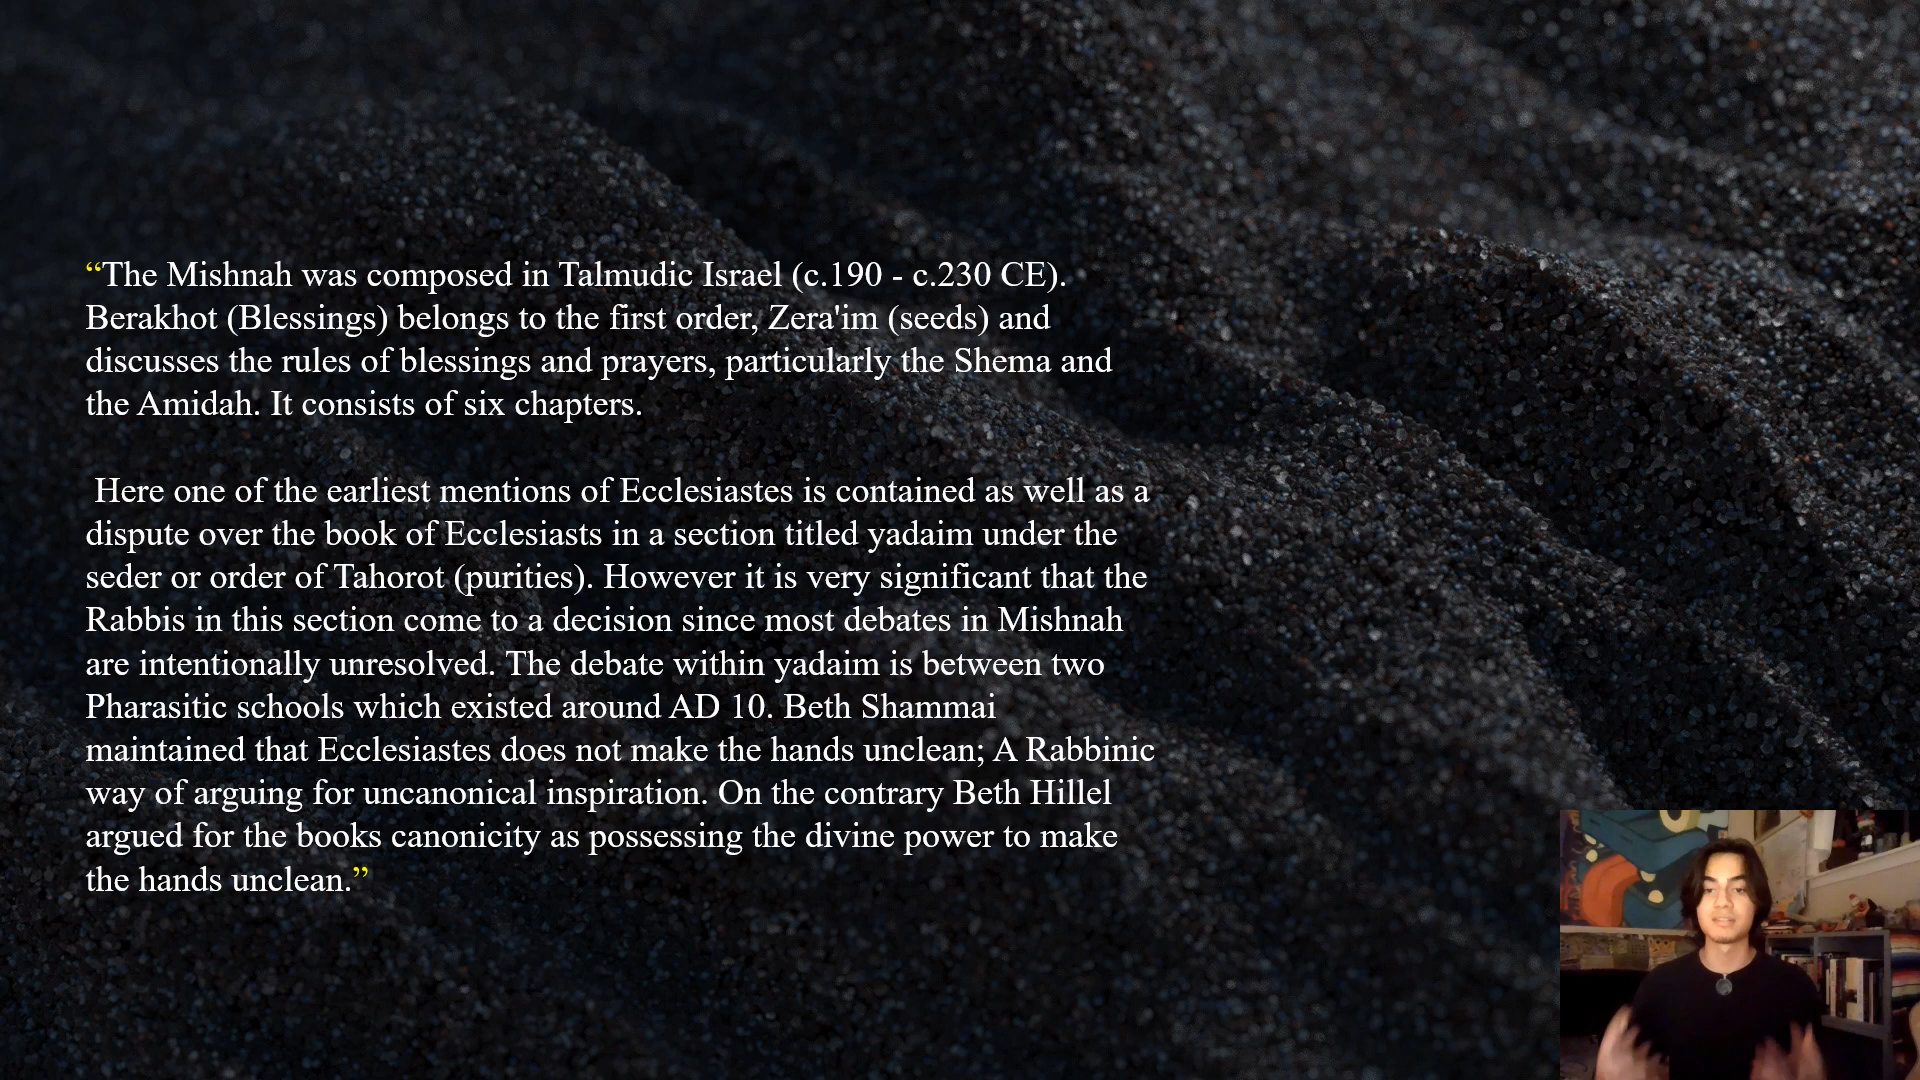 “The Mishnah was composed in Talmudic Israel (c.190 - c.230 CE).
Berakhot (Blessings) belongs to the first order, Zera'im (seeds) and
discusses the rules of blessings and prayers, particularly the Shema and
the Amidah. It consists of six chapters.
Here one of the earliest mentions of Ecclesiastes is contained as well as a
dispute over the book of Ecclesiasts in a section titled yadaim under the
seder or order of Tahorot (purities). However it is very significant that the
Rabbis in this section come to a decision since most debates in Mishnah
are intentionally unresolved. The debate within yadaim is between two
Pharasitic schools which existed around AD 10. Beth Shammai
maintained that Ecclesiastes does not make the hands unclean; A Rabbinic
way of arguing for uncanonical inspiration. On the contrary Beth Hillel
argued for the books canonicity as possessing the divine power to make
the hands unclean.”